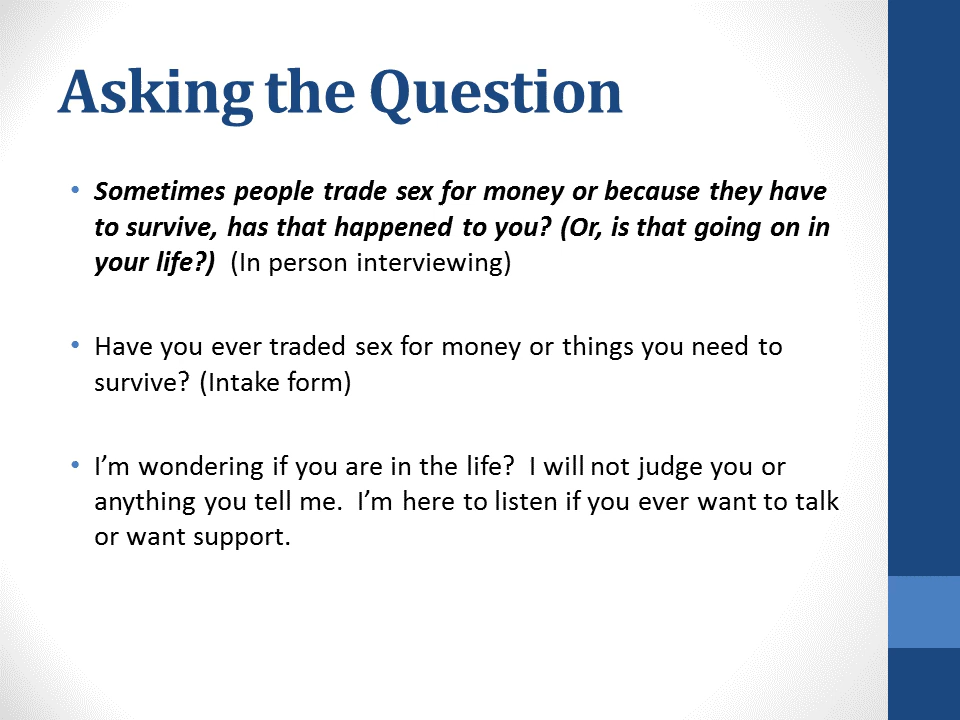 Asking the Question
• Sometimes people trade sex for money or because they have
to survive, has that happened to you? (Or, is that going on in
your life?)  (In person interviewing)
• Have you ever traded sex for money or things you need to
survive? (Intake form)
• I’m wondering if you are in the life?  I will not judge you or
anything you tell me.  I’m here to listen if you ever want to talk
or want support.